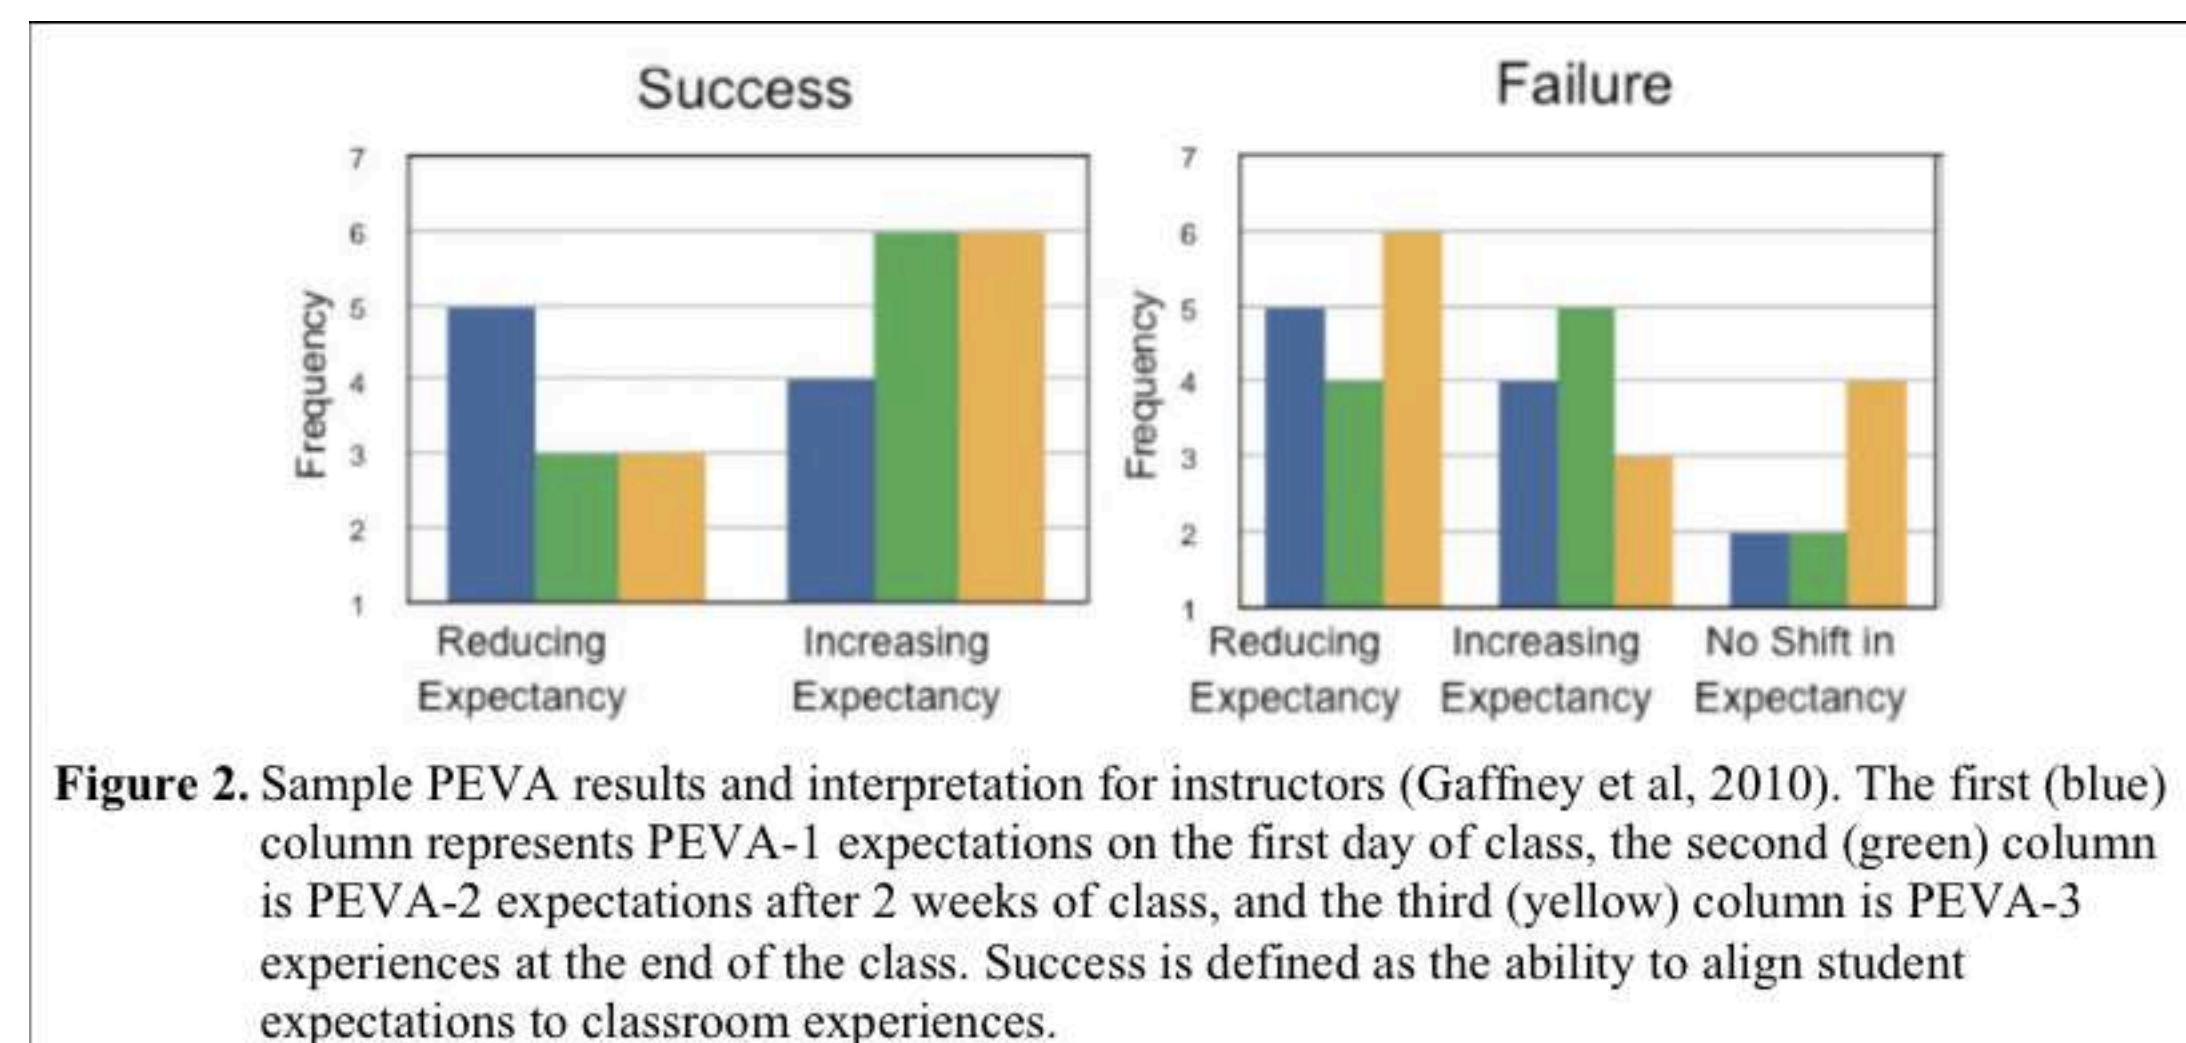 Success
Failure
7
6
5
4
3
2
1
Frequency
Reducing
Expectancy
Increasing
Expectancy
7
6
5
4
3
2
1
Frequency
Reducing
Expectancy
Increasing
Expectancy
No Shift in
Expectancy
Figure 2. Sample PEVA results and interpretation for instructors (Gaffney et al, 2010). The first (blue)
column represents PEVA-1 expectations on the first day of class, the second (green) column
is PEVA-2 expectations after 2 weeks of class, and the third (yellow) column is PEVA-3
experiences at the end of the class. Success is defined as the ability to align student
expectations to classroom experiences.